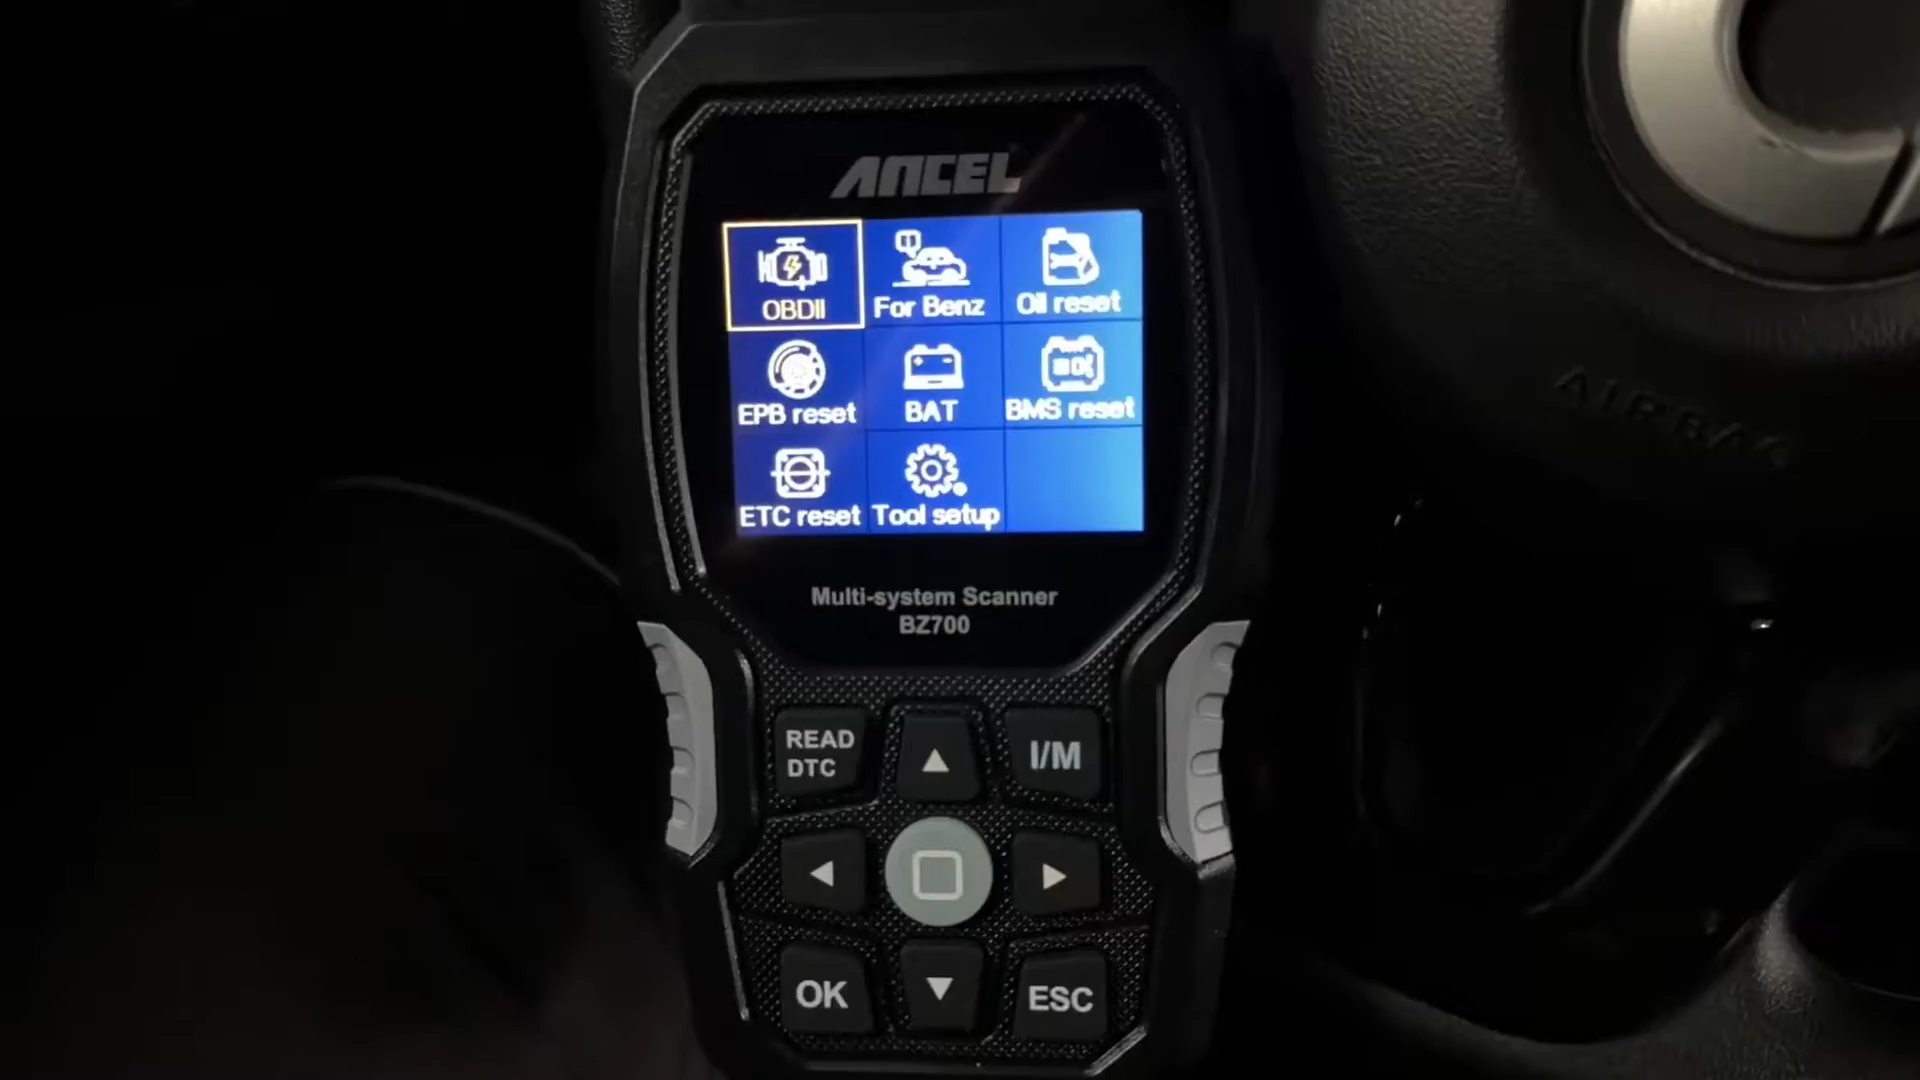 ANCEL
OBDII
For Benz
Oil reset
EPB reset
BAT
BMS reset
ETC reset
Tool setup
Multi-system Scanner
BZ700
READ
DTC
I/M
OK
ESC
AIRBAG